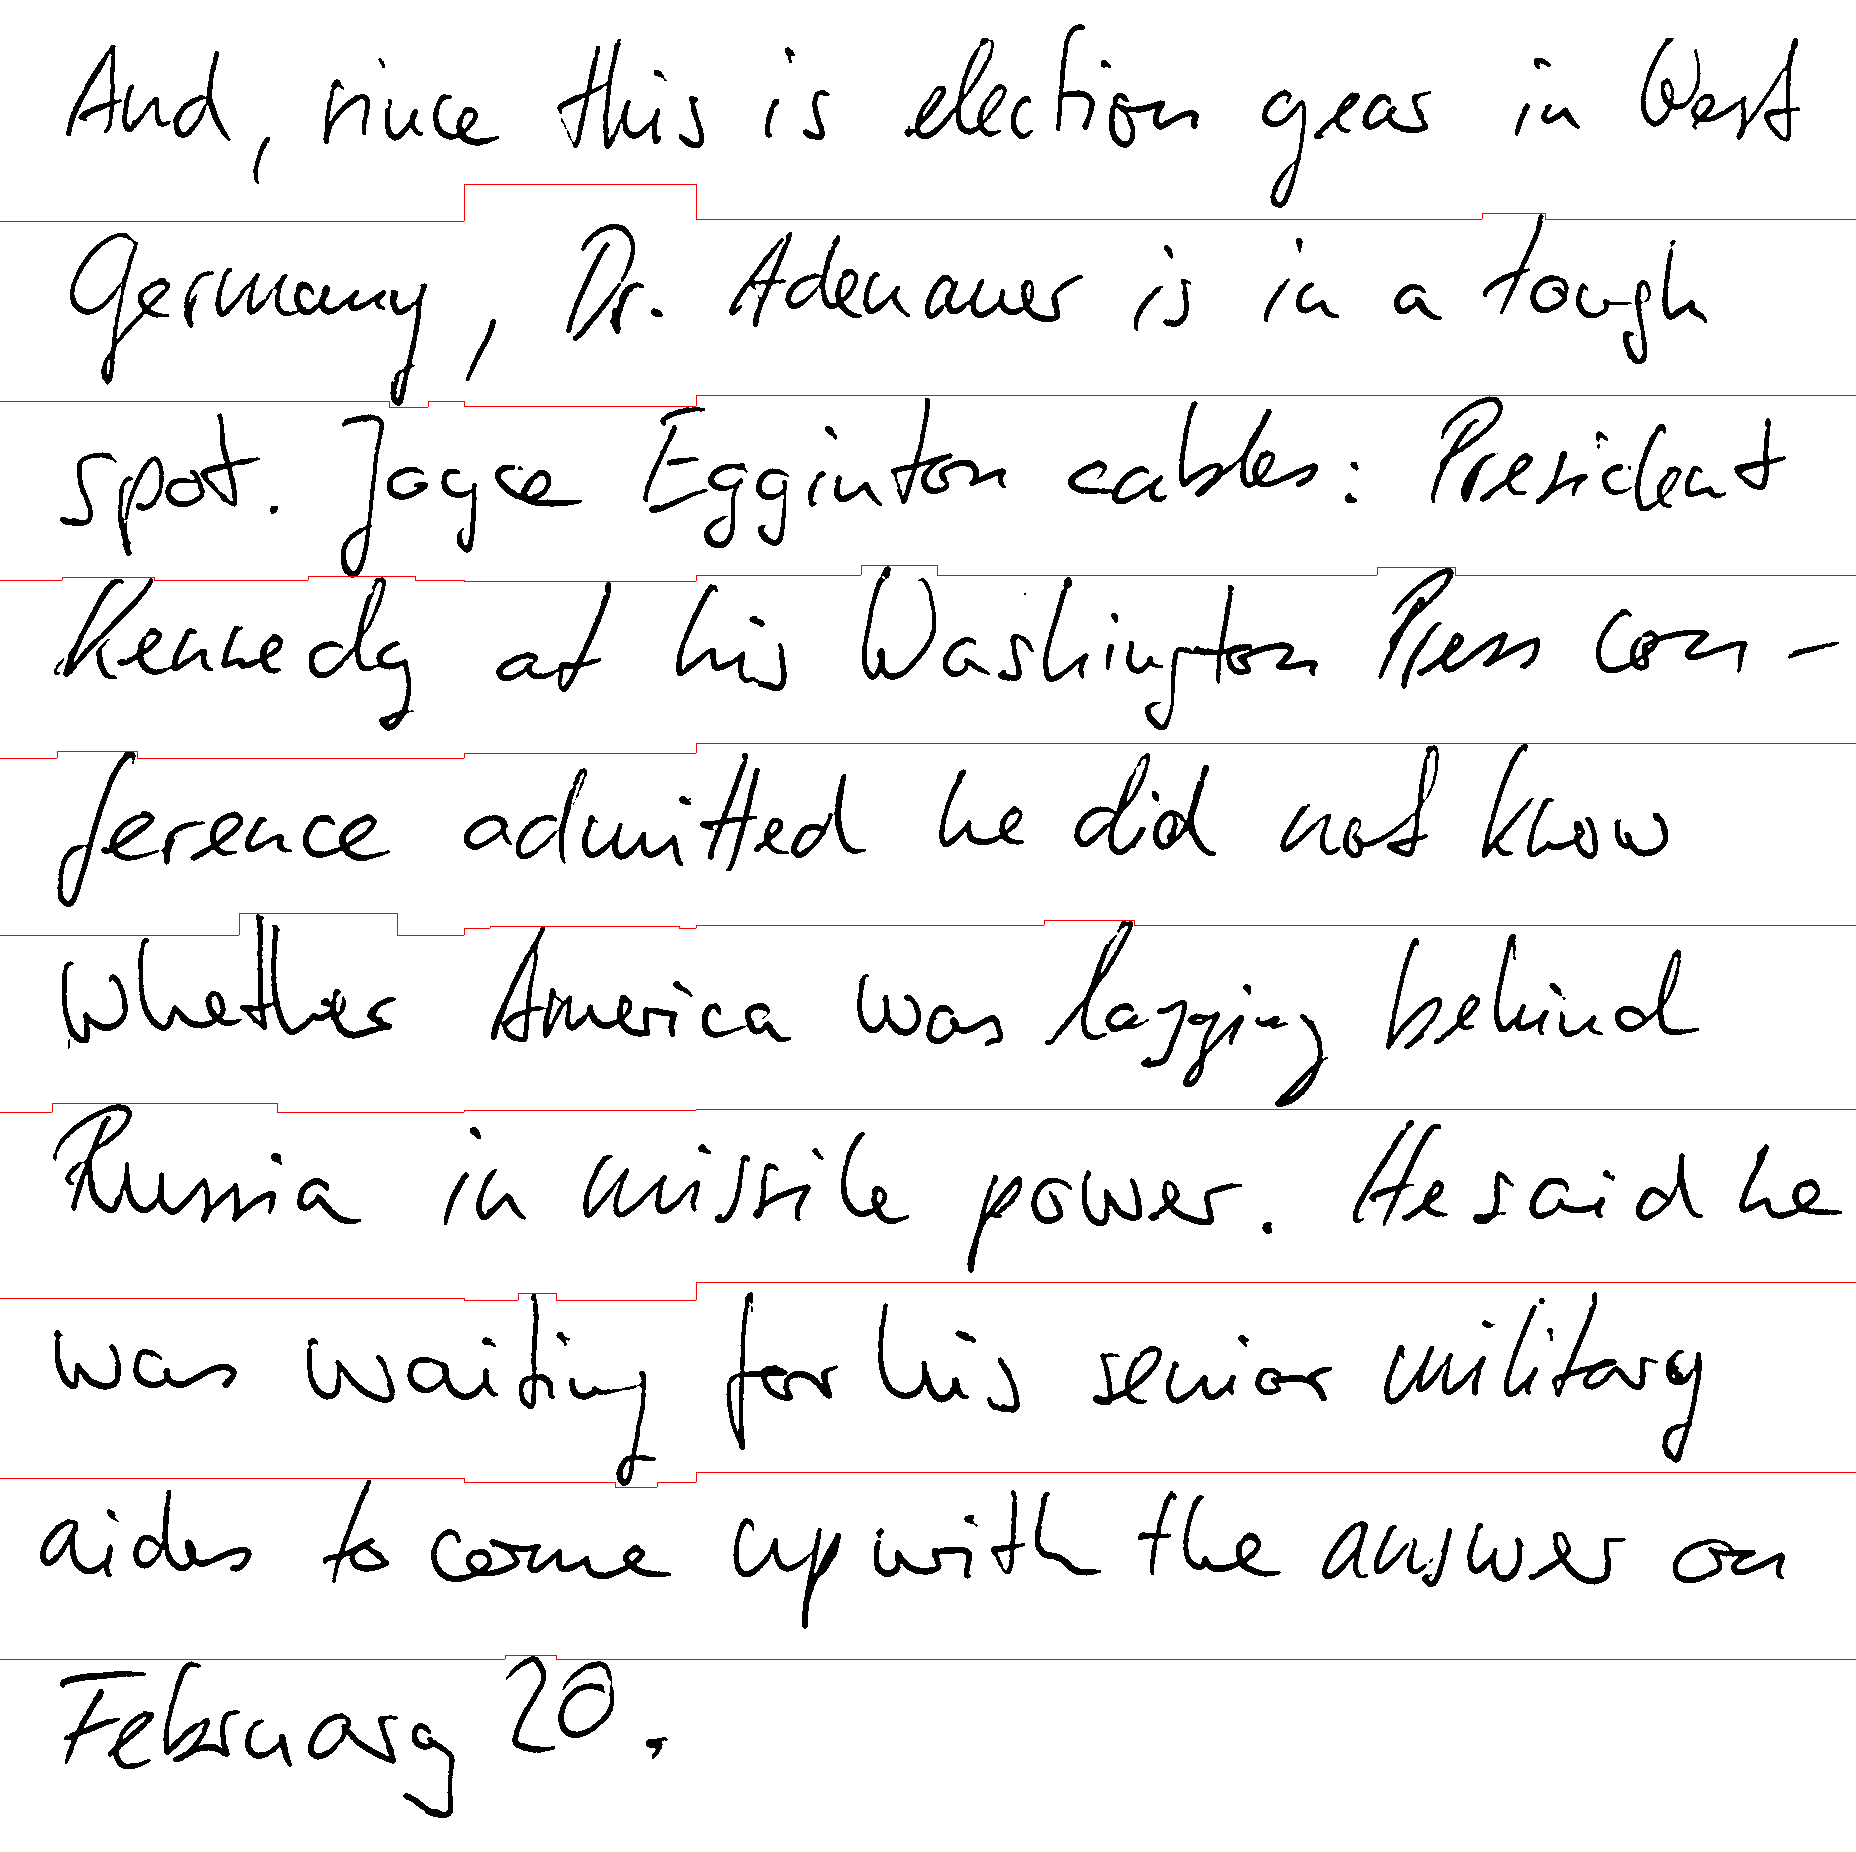 And, since this is election year in West
Germany, Dr. Adenauer is in a tough
spot. Joyce Egginton cables: President
Kennedy at his Washington Press con-
ference admitted he did not know
whether America was lagging behind
Russia in missile power. He said he
was waiting for his senior military
aides to come up with the answer on
February 20.